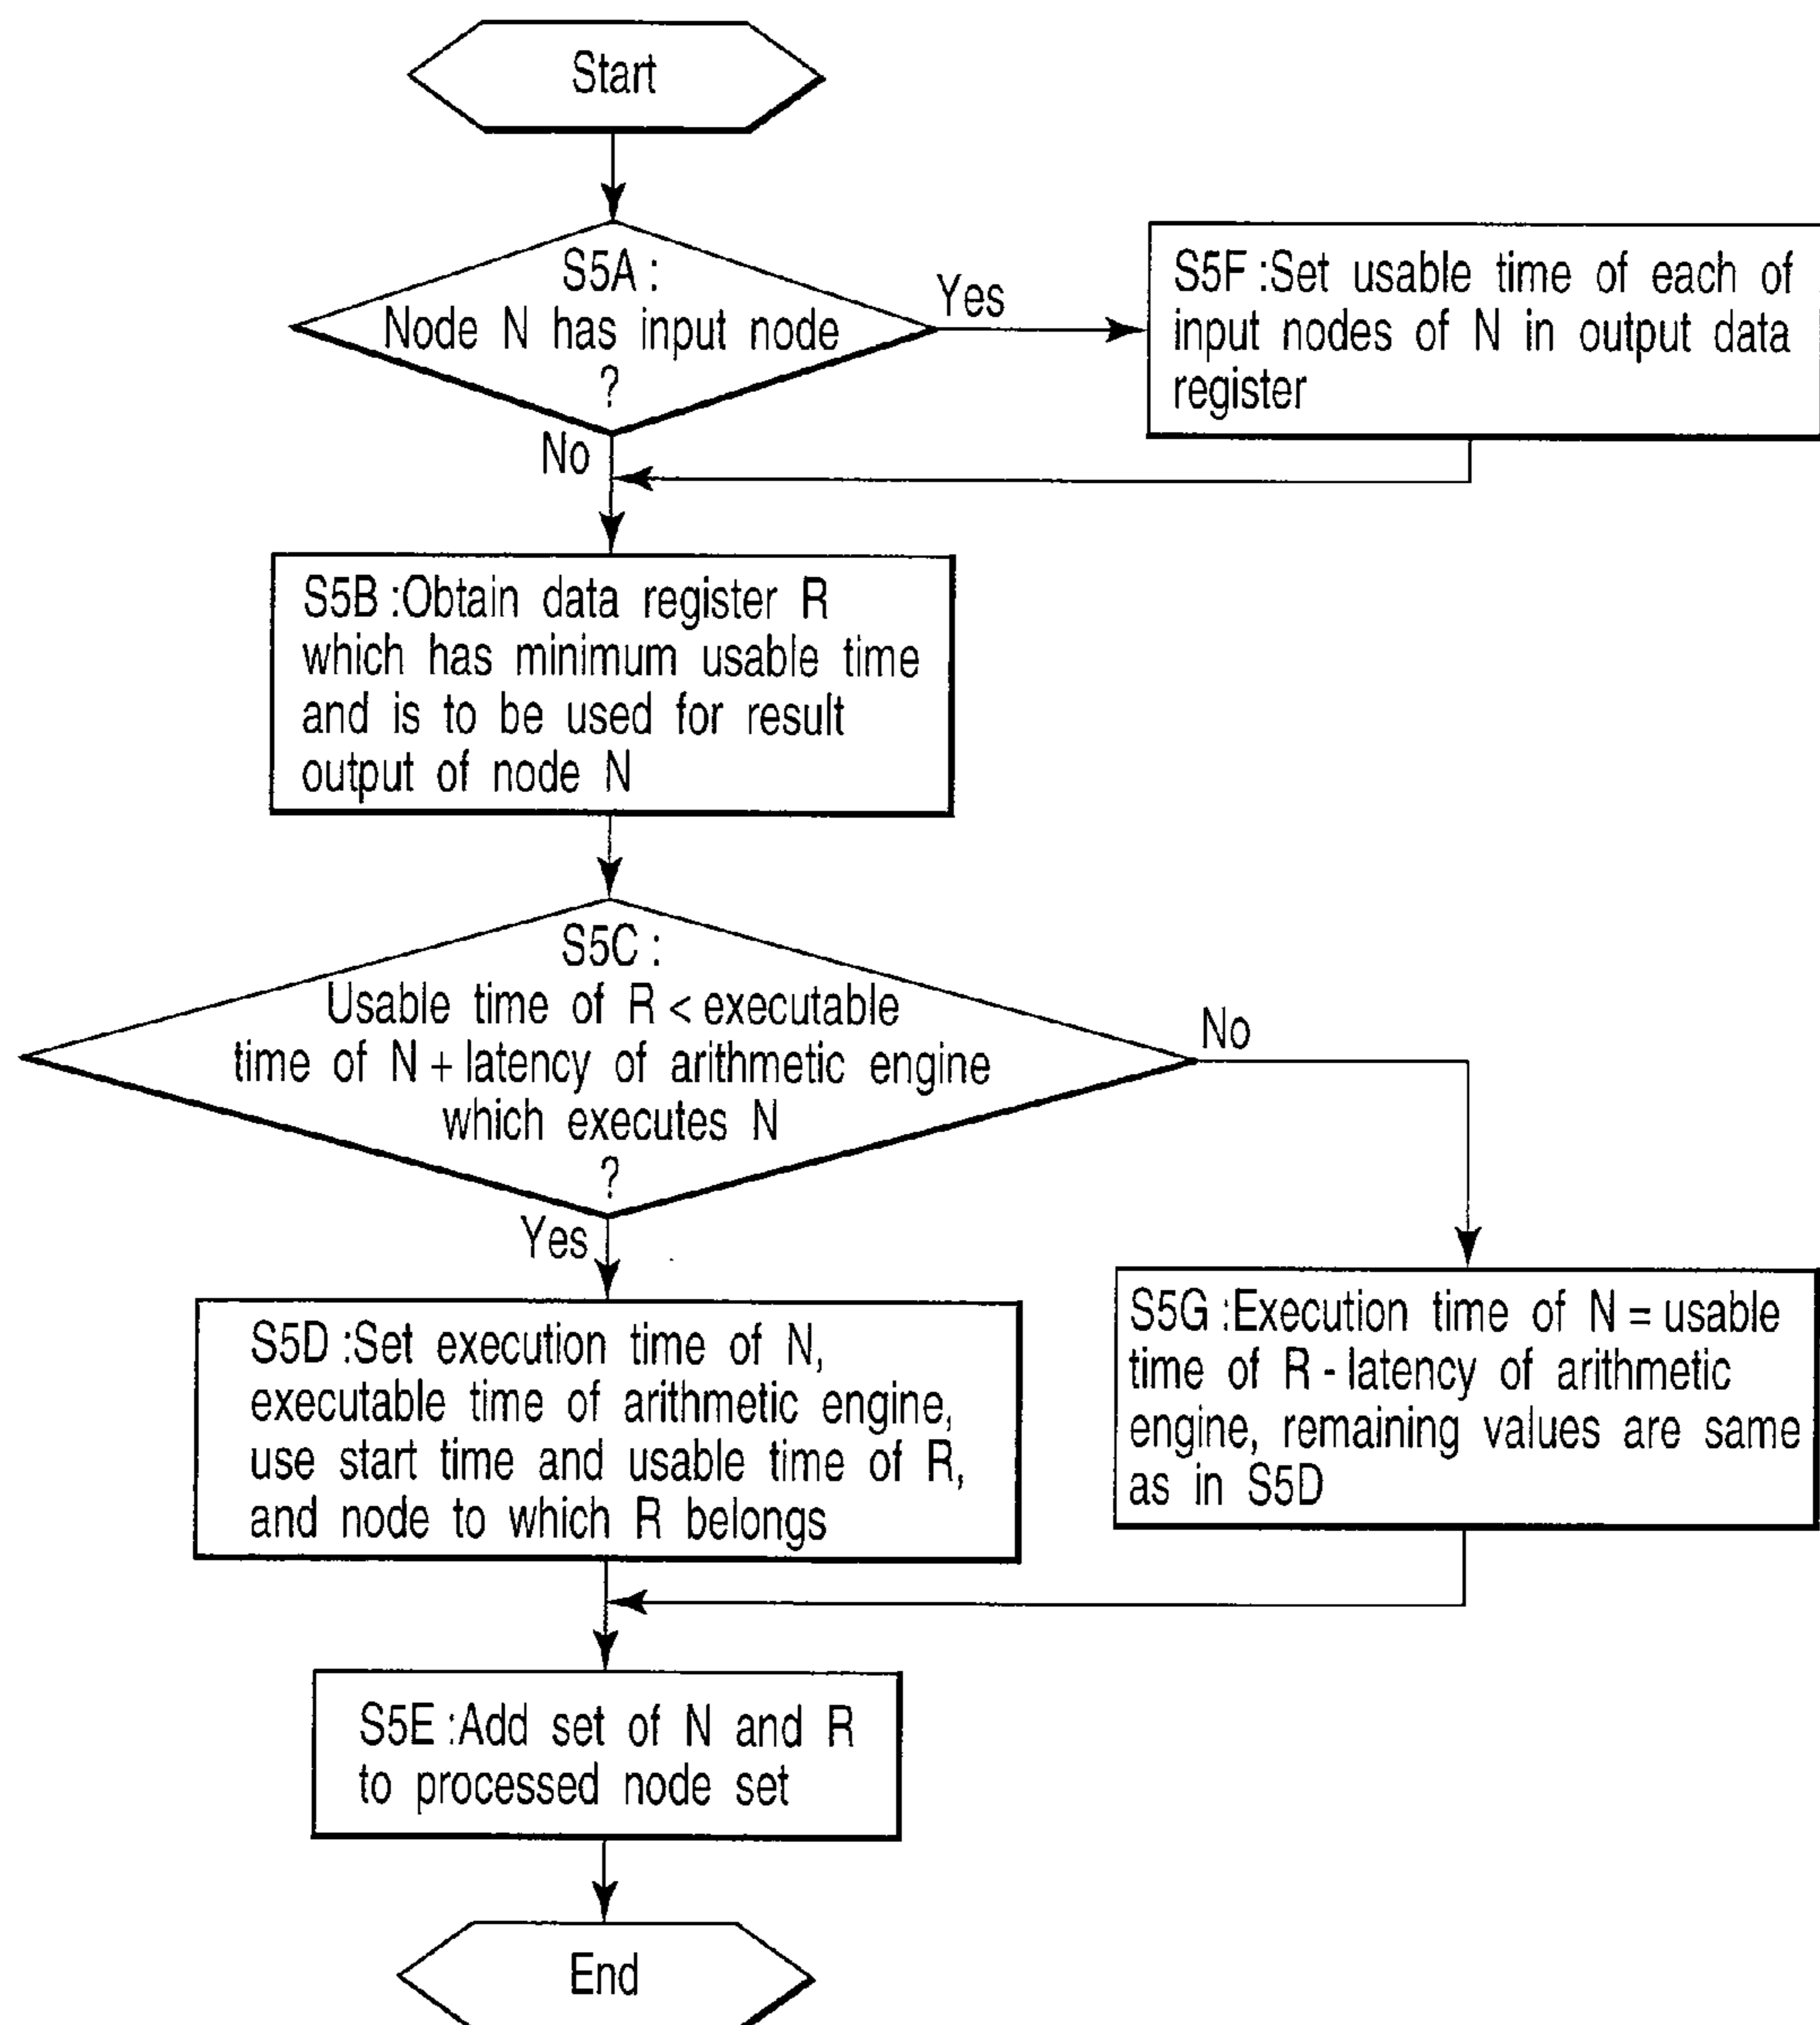 Start
S5A :
Node N has input node
?
Yes
S5F :Set usable time of each of
input nodes of N in output data
register
No
S5B :Obtain data register R
which has minimum usable time
and is to be used for result
output of node N
S5C :
Usable time of R < executable
time of N + latency of arithmetic engine
which executes N
?
No
Yes
S5D :Set execution time of N,
executable time of arithmetic engine,
use start time and usable time of R,
and node to which R belongs
S5G :Execution time of N = usable
time of R - latency of arithmetic
engine, remaining values are same
as in S5D
S5E :Add set of N and R
to processed node set
End